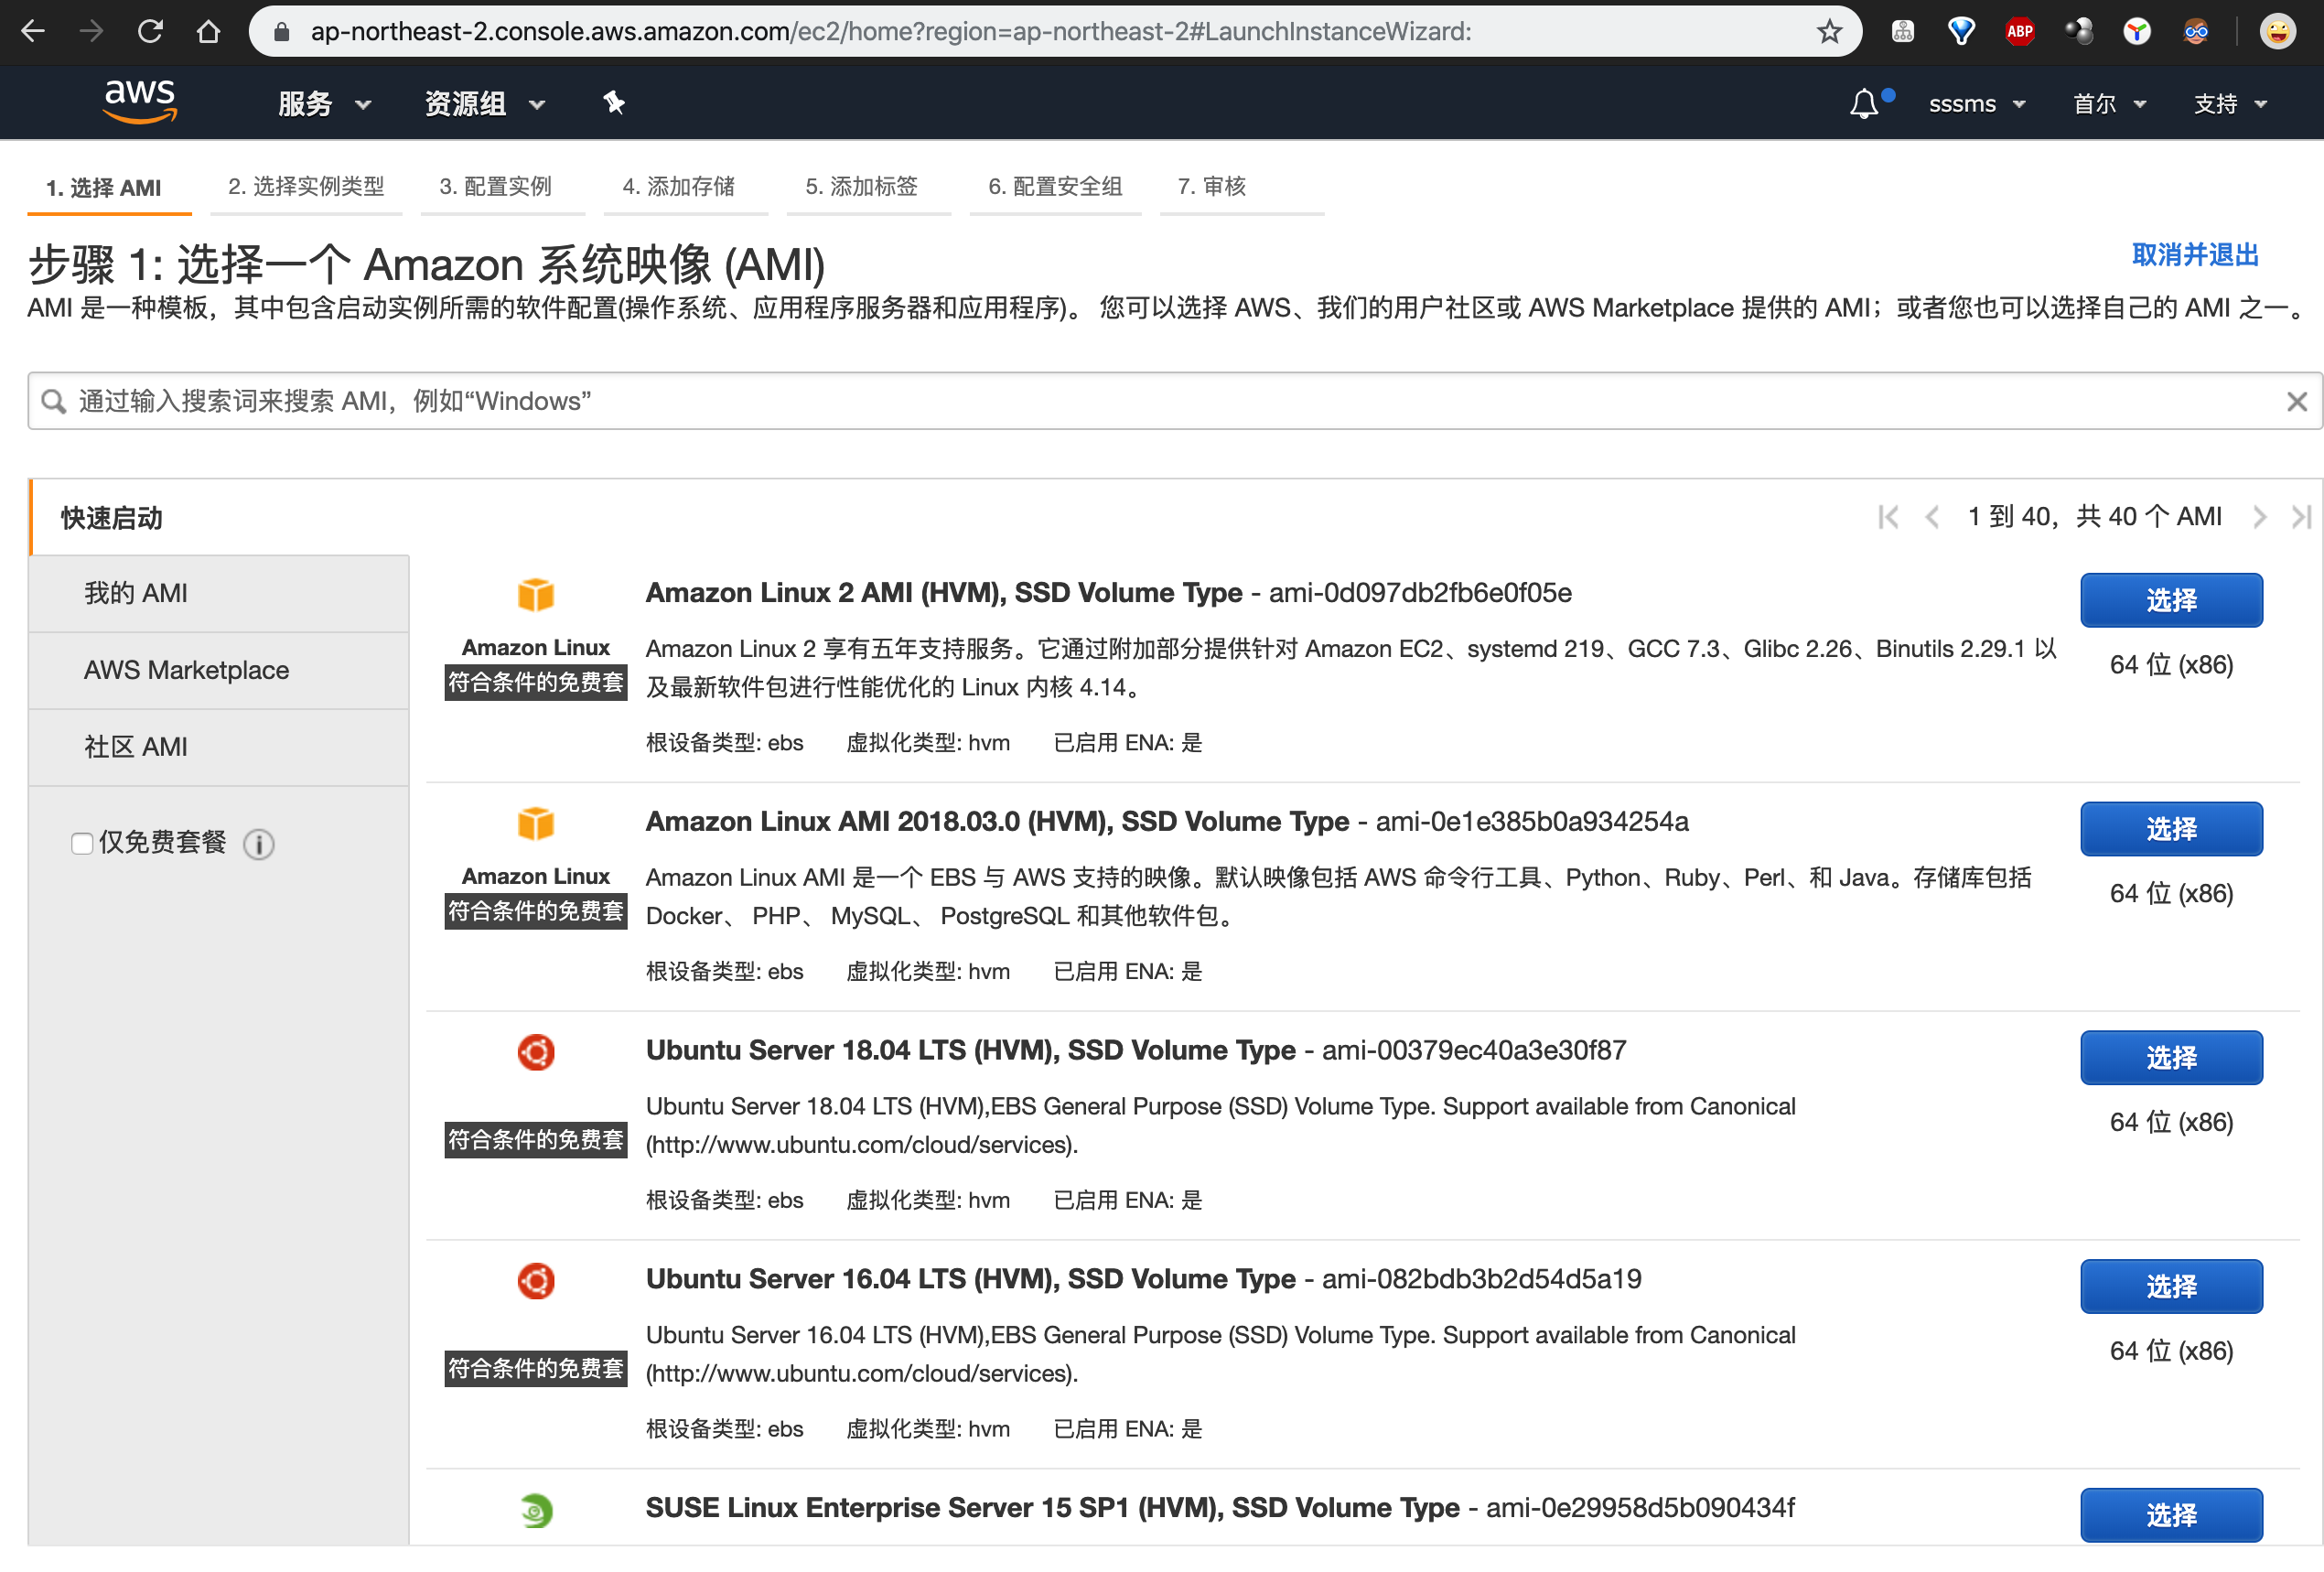 ap-northeast-2.console.aws.amazon.com/ec2/home?region=ap-northeast-2#LaunchInstanceWizard:
ABP
aws
服务
资源组
sssms
首尔
支持
1. 选择 AMI
2. 选择实例类型
3. 配置实例
4. 添加存储
5. 添加标签
6. 配置安全组
7. 审核
步骤 1: 选择一个 Amazon 系统映像 (AMI)
取消并退出
AMI 是一种模板，其中包含启动实例所需的软件配置(操作系统、应用程序服务器和应用程序)。 您可以选择 AWS、我们的用户社区或 AWS Marketplace 提供的 AMI；或者您也可以选择自己的 AMI 之一。
通过输入搜索词来搜索 AMI，例如“Windows”
快速启动
1 到 40，共 40 个 AMI
我的 AMI
AWS Marketplace
社区 AMI
仅免费套餐
Amazon Linux
符合条件的免费套
Amazon Linux 2 AMI (HVM), SSD Volume Type - ami-0d097db2fb6e0f05e
Amazon Linux 2 享有五年支持服务。它通过附加部分提供针对 Amazon EC2、systemd 219、GCC 7.3、Glibc 2.26、Binutils 2.29.1 以
及最新软件包进行性能优化的 Linux 内核 4.14。
根设备类型: ebs 虚拟化类型: hvm 已启用 ENA: 是
选择
64 位 (x86)
Amazon Linux
符合条件的免费套
Amazon Linux AMI 2018.03.0 (HVM), SSD Volume Type - ami-0e1e385b0a934254a
Amazon Linux AMI 是一个 EBS 与 AWS 支持的映像。默认映像包括 AWS 命令行工具、Python、Ruby、Perl、和 Java。存储库包括
Docker、 PHP、 MySQL、 PostgreSQL 和其他软件包。
根设备类型: ebs 虚拟化类型: hvm 已启用 ENA: 是
选择
64 位 (x86)
符合条件的免费套
Ubuntu Server 18.04 LTS (HVM), SSD Volume Type - ami-00379ec40a3e30f87
Ubuntu Server 18.04 LTS (HVM),EBS General Purpose (SSD) Volume Type. Support available from Canonical
(http://www.ubuntu.com/cloud/services).
根设备类型: ebs 虚拟化类型: hvm 已启用 ENA: 是
选择
64 位 (x86)
符合条件的免费套
Ubuntu Server 16.04 LTS (HVM), SSD Volume Type - ami-082bdb3b2d54d5a19
Ubuntu Server 16.04 LTS (HVM),EBS General Purpose (SSD) Volume Type. Support available from Canonical
(http://www.ubuntu.com/cloud/services).
根设备类型: ebs 虚拟化类型: hvm 已启用 ENA: 是
选择
64 位 (x86)
SUSE Linux Enterprise Server 15 SP1 (HVM), SSD Volume Type - ami-0e29958d5b090434f
选择